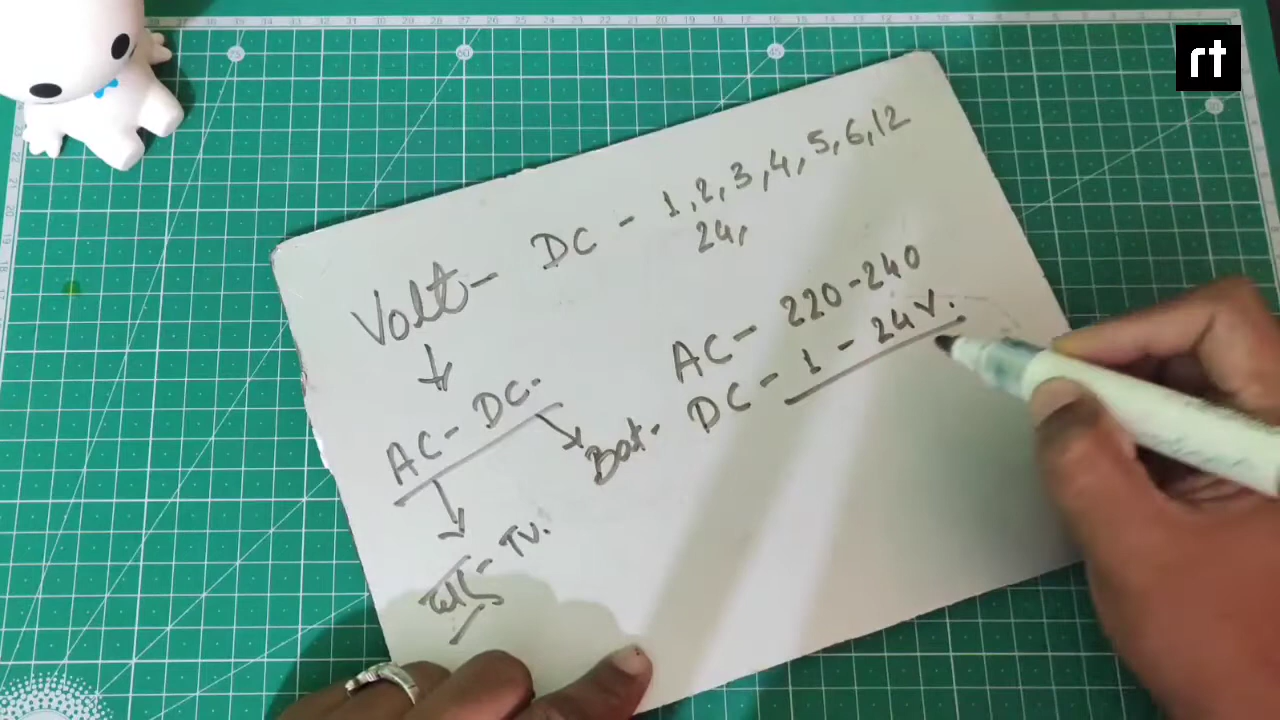 rt
Volt - DC - 1, 2, 3, 4, 5, 6, 12
24,
AC - DC.
AC - 220 - 240
Bat - DC - 1 - 24 V.
- TV.